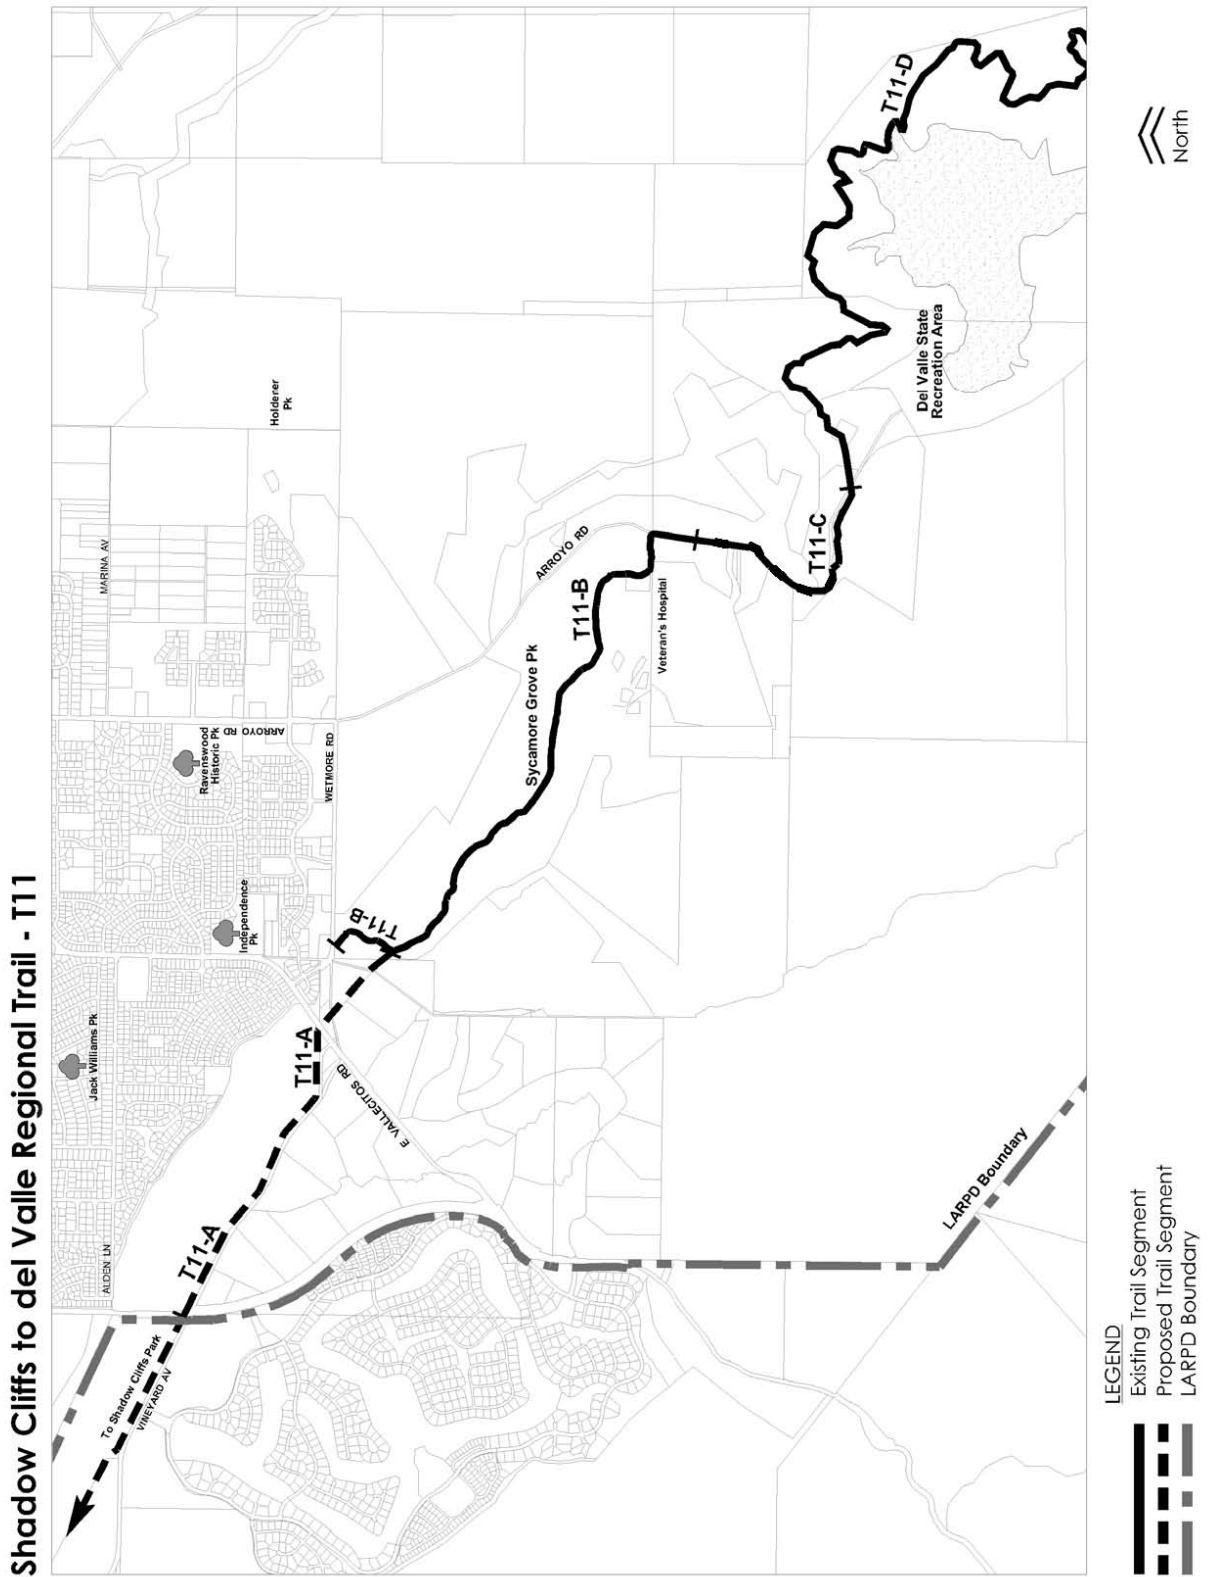 Shadow Cliffs to del Valle Regional Trail - T11
Jack Williams Pk
Independence
Pk
Ravenswood
Historic Pk
ARROYO RD
MARINA AV
Holderer
Pk
ALDEN LN
To Shadow Cliffs Park
VINEYARD AV
T11-A
T11-A
E VALLECITOS RD
T11-B
WETMORE RD
Sycamore Grove Pk
T11-B
ARROYO RD
Veteran's Hospital
T11-C
Del Valle State
Recreation Area
T11-D
LARPD Boundary
LEGEND
Existing Trail Segment
Proposed Trail Segment
LARPD Boundary
North